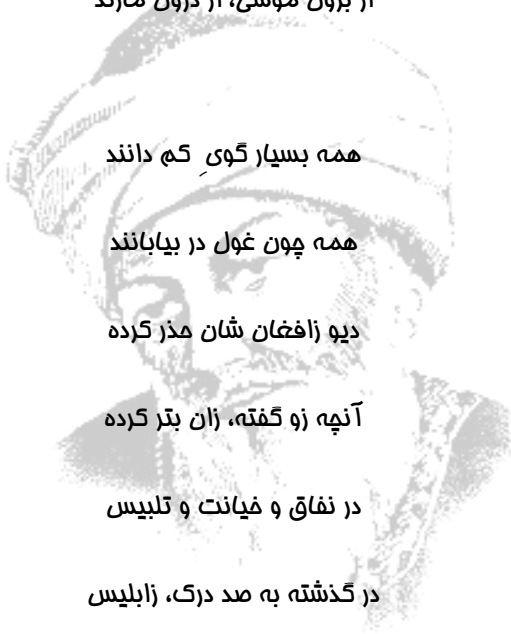 از برون موسی، از درون مارند
همه بسیار گویِ کم دانند
همه چون غول در بیابانند
دیو زافغان شان حذر کرده
آنچه زو گفته، زان بتر کرده
در نفاق و خیانت و تلبیس
در گذشته به صد درک، زابلیس